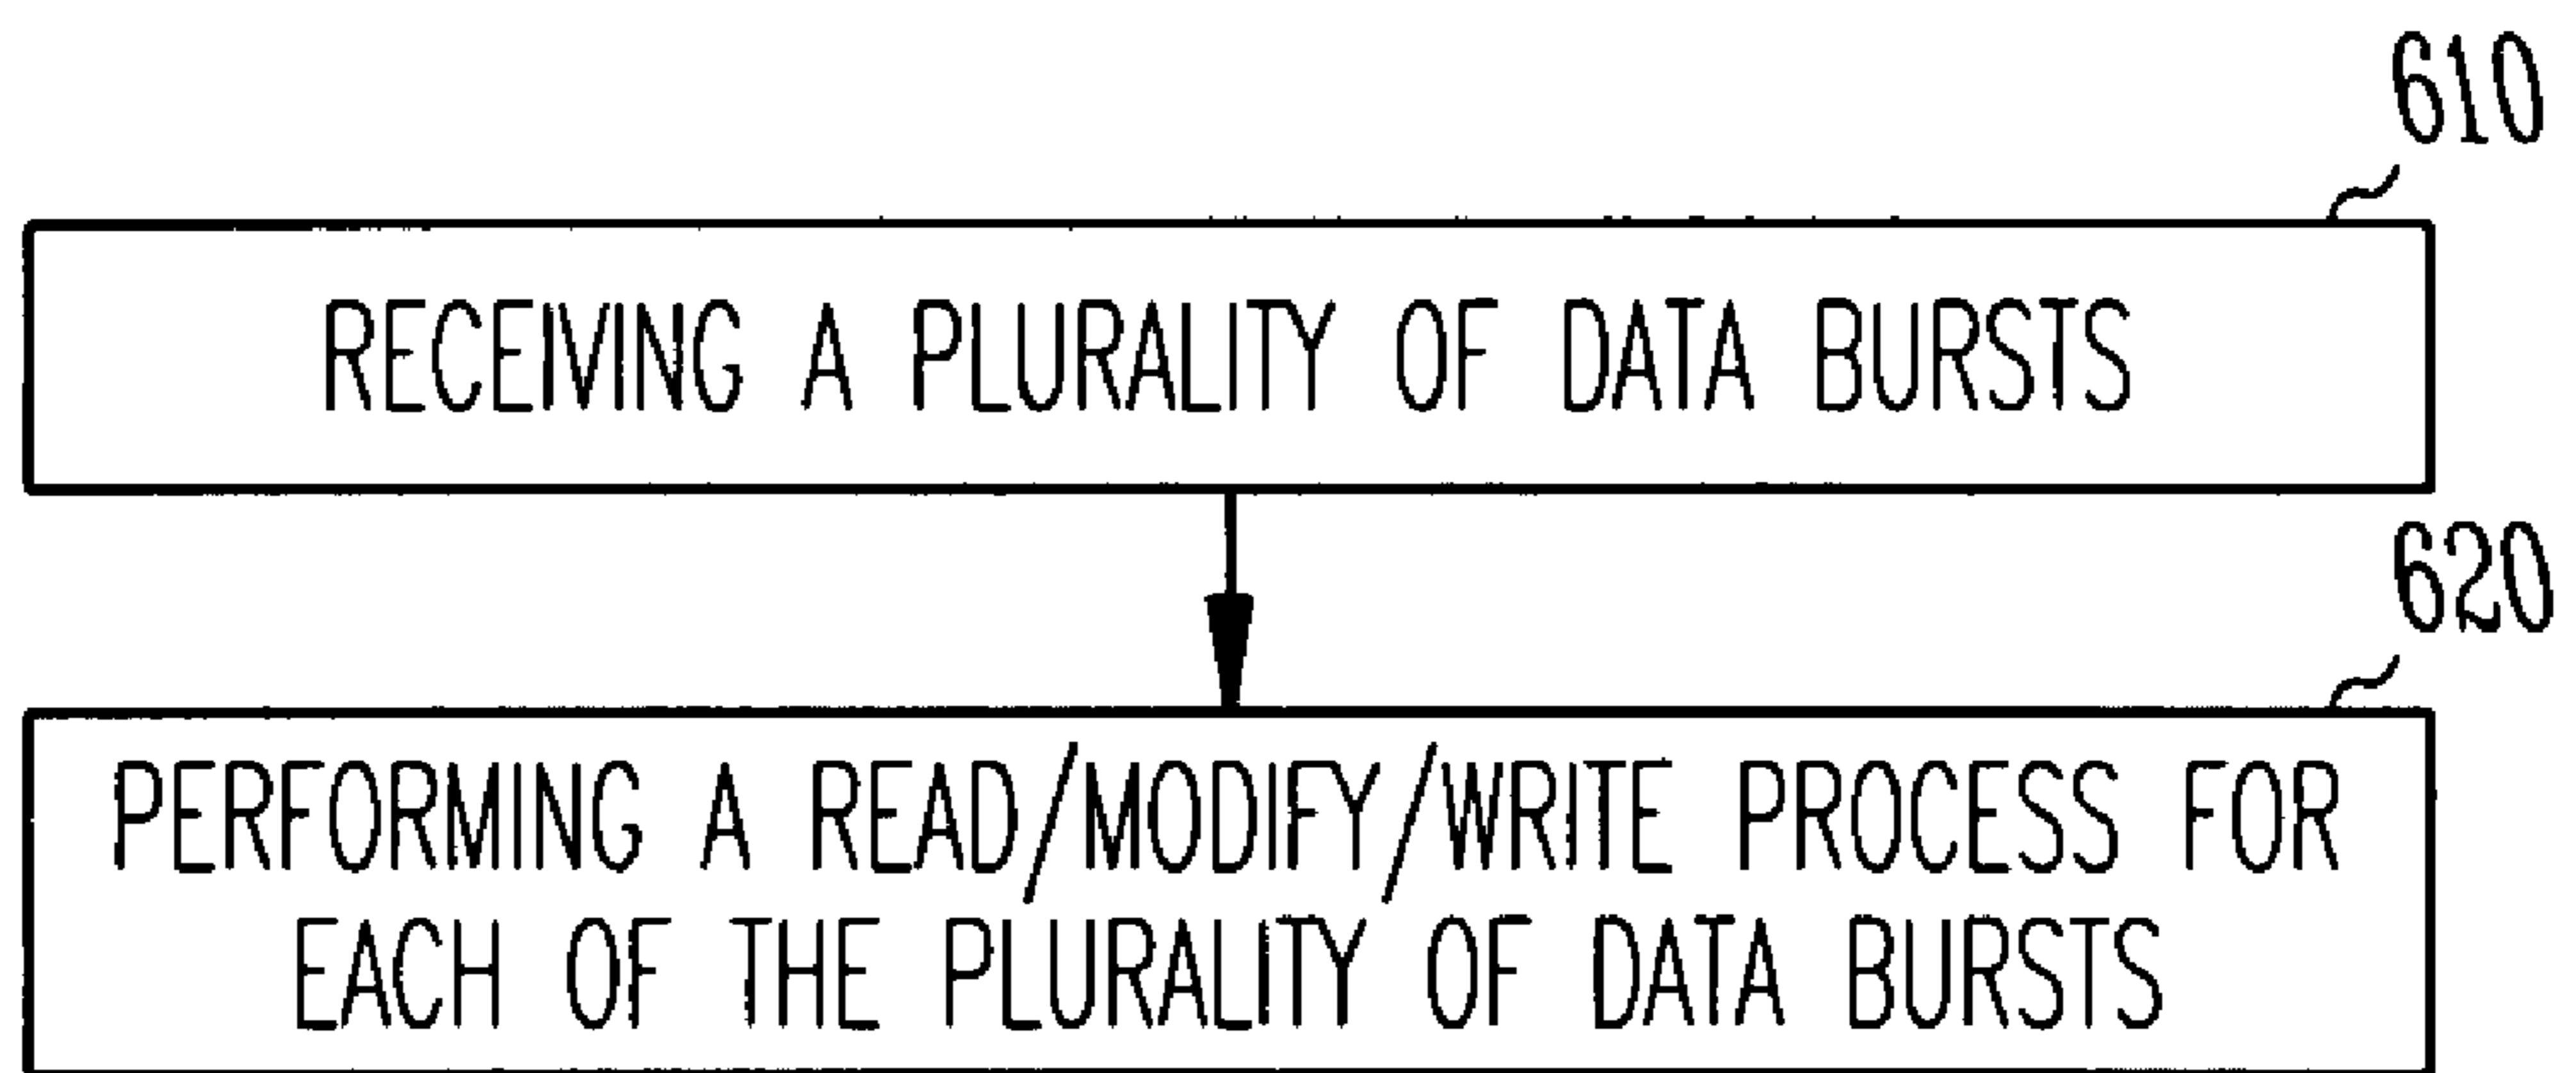 610
RECEIVING A PLURALITY OF DATA BURSTS
620
PERFORMING A READ/MODIFY/WRITE PROCESS FOR
EACH OF THE PLURALITY OF DATA BURSTS